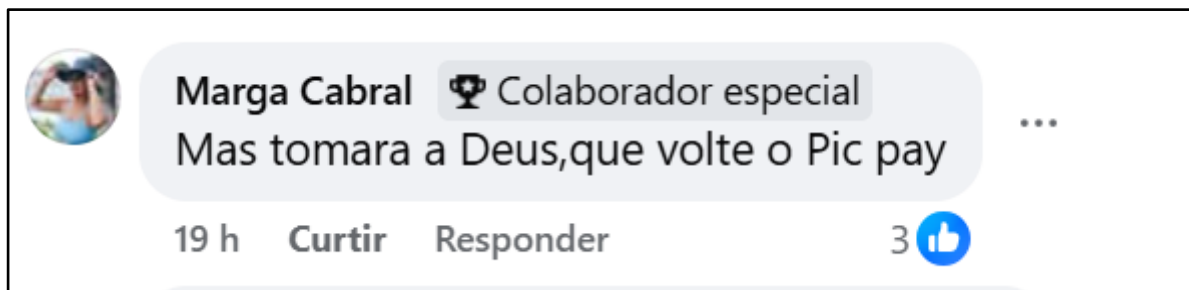 Marga Cabral Colaborador especial
Mas tomara a Deus,que volte o Pic pay
19 h Curtir Responder 3